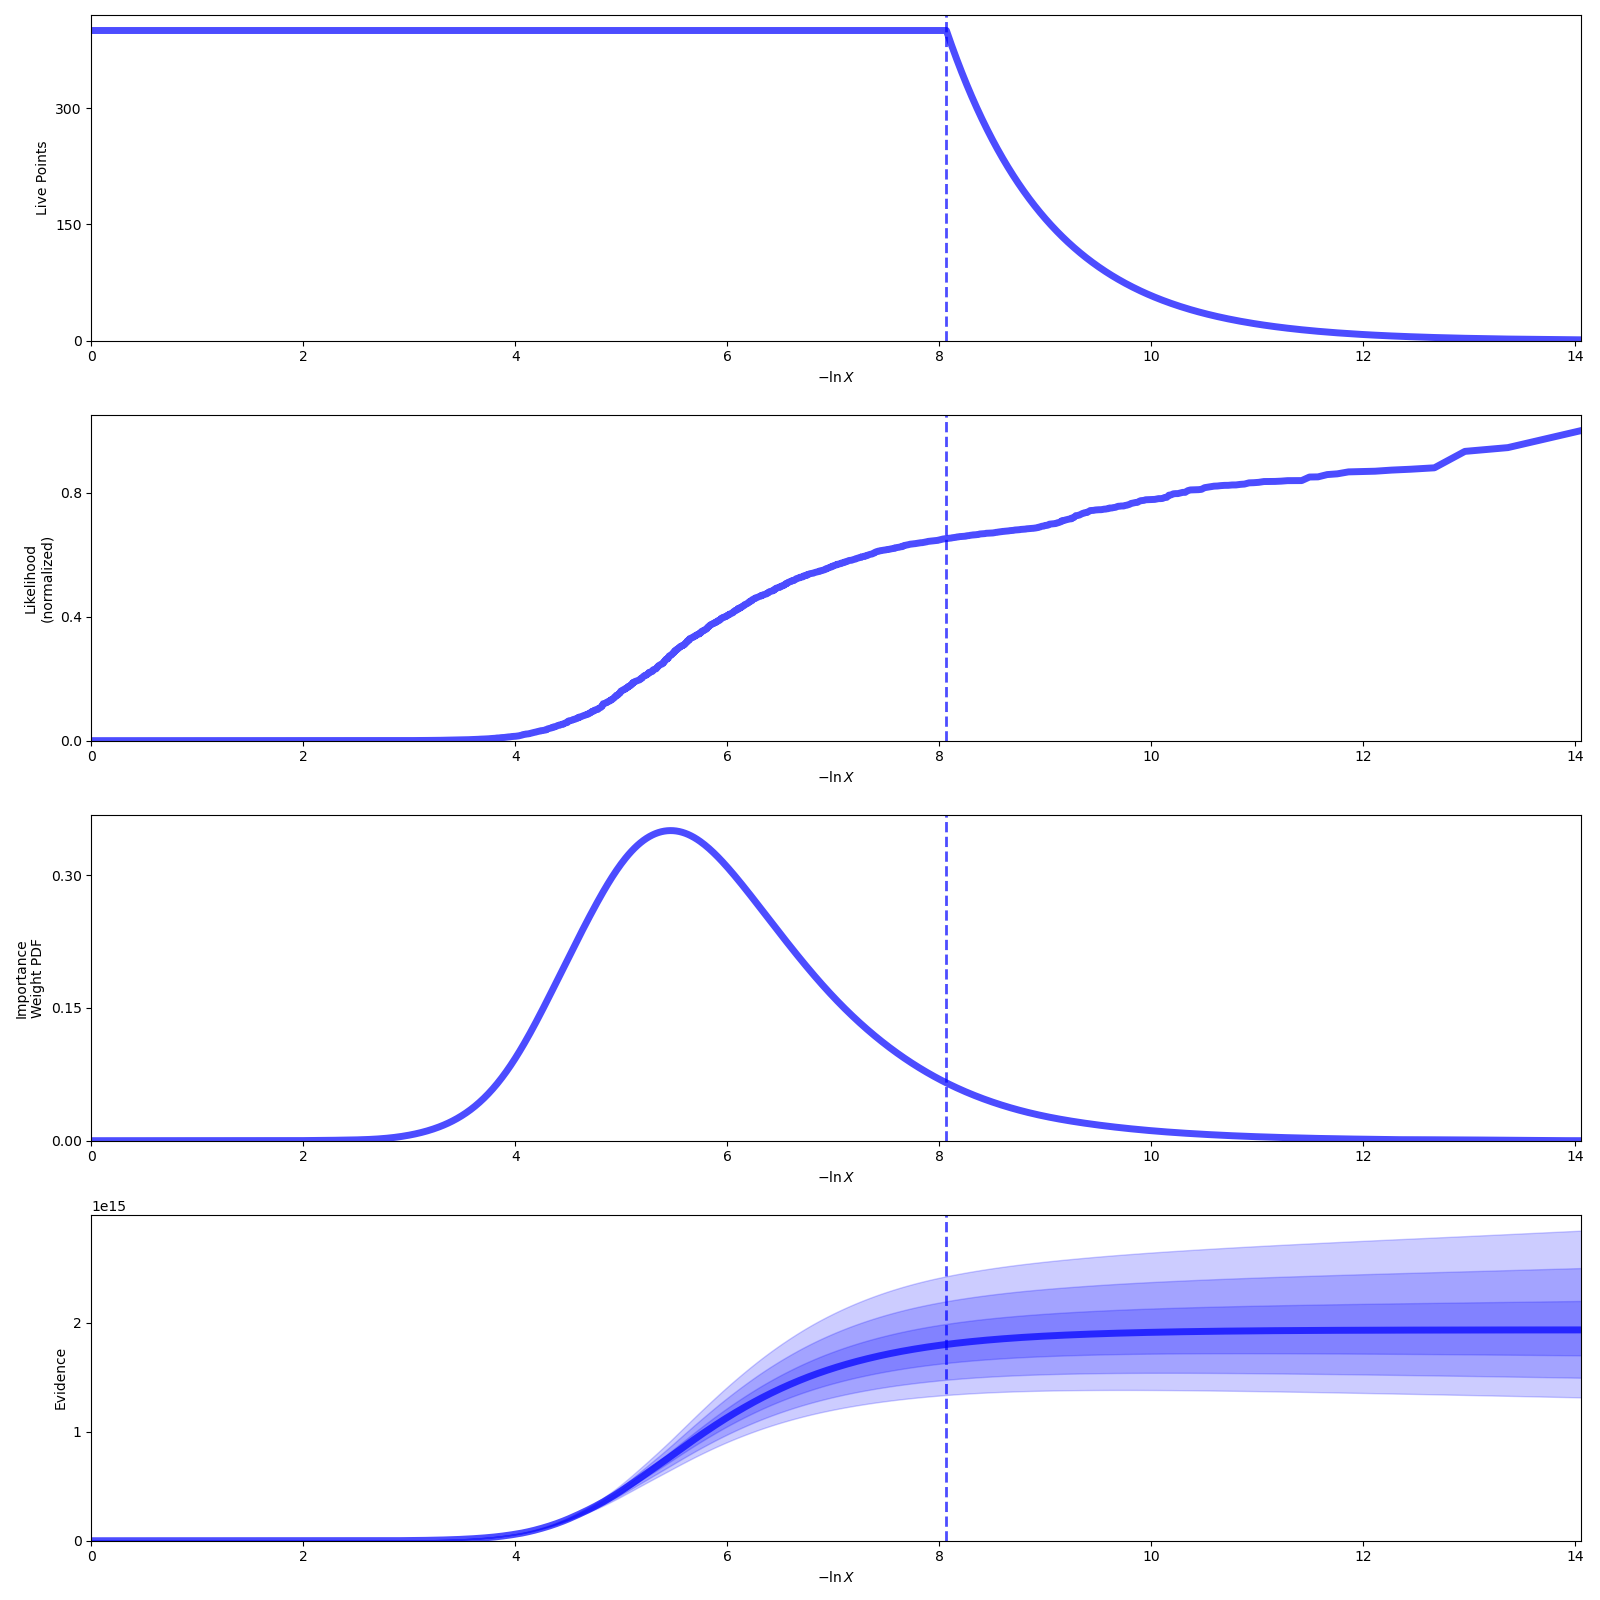 300
150
0
Live Points
0 2 4 6 8 10 12 14
−ln X
0.8
0.4
0.0
Likelihood
(normalized)
0 2 4 6 8 10 12 14
−ln X
0.30
0.15
0.00
Importance
Weight PDF
0 2 4 6 8 10 12 14
−ln X
1e15
2
1
0
Evidence
0 2 4 6 8 10 12 14
−ln X